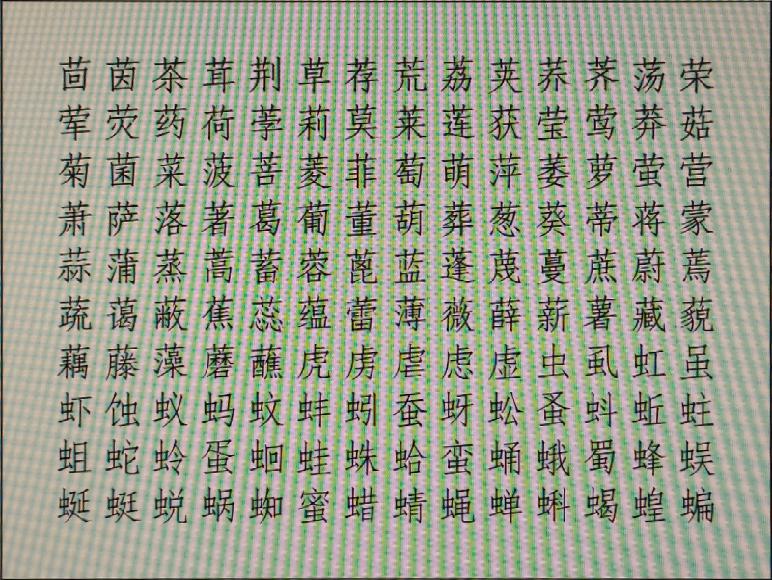 茴茵茶茸荆草荐荒荔荚荞荠荡荣
荤荧药荷荸莉莫莱莲获莹莺莽菇
菊菌菜菠菩菱菲萄萌萍萎萝萤营
萧萨落著葛葡董葫葬葱葵蒂蒋蒙
蒜蒲蒸蒿蓄蓉蓖蓝蓬蔑蔓蔗蔚蔫
蔬蔼蔽蕉蕊蕴蕾薄薇薛薪薯藏藐
藕藤藻蘑蘸虎虏虐虑虚虫虱虹虽
虾蚀蚁蚂蚊蚌蚓蚕蚜蚣蚤蚪蚯蛀
蛆蛇蛉蛋蛔蛙蛛蛤蛮蛹蛾蜀蜂蜈
蜒蜓蜕蜗蜘蜜蜡蜻蝇蝉蝌蝎蝗蝙